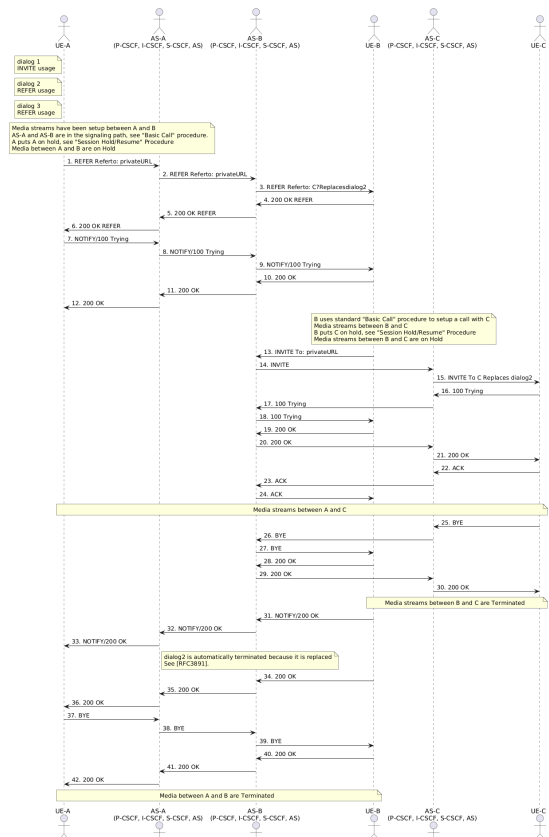 UE-A
AS-A
(P-CSCF, I-CSCF, S-CSCF, AS)
AS-B
(P-CSCF, I-CSCF, S-CSCF, AS)
UE-B
AS-C
(P-CSCF, I-CSCF, S-CSCF, AS)
UE-C
dialog 1
INVITE usage
dialog 2
REFER usage
dialog 3
REFER usage
Media streams have been setup between A and B
AS-A and AS-B are in the signaling path, see "Basic Call" procedure.
A puts A on hold, see "Session Hold/Resume" Procedure
Media between A and B are on Hold
1. REFER Referto: privateURL
2. REFER Referto: privateURL
3. REFER Referto: C?Replacesdialog2
4. 200 OK REFER
5. 200 OK REFER
6. 200 OK REFER
7. NOTIFY/100 Trying
8. NOTIFY/100 Trying
9. NOTIFY/100 Trying
10. 200 OK
11. 200 OK
12. 200 OK
B uses standard "Basic Call" procedure to setup a call with C
Media streams between B and C
B puts C on hold, see "Session Hold/Resume" Procedure
Media streams between B and C are on Hold
13. INVITE To: privateURL
14. INVITE
15. INVITE To C Replaces dialog2
16. 100 Trying
17. 100 Trying
18. 100 Trying
19. 200 OK
20. 200 OK
21. 200 OK
22. ACK
23. ACK
24. ACK
Media streams between A and C
25. BYE
26. BYE
27. BYE
28. 200 OK
29. 200 OK
30. 200 OK
Media streams between B and C are Terminated
31. NOTIFY/200 OK
32. NOTIFY/200 OK
33. NOTIFY/200 OK
dialog2 is automatically terminated because it is replaced
See [RFC3891].
34. 200 OK
35. 200 OK
36. 200 OK
37. BYE
38. BYE
39. BYE
40. 200 OK
41. 200 OK
42. 200 OK
Media between A and B are Terminated
UE-A
AS-A
(P-CSCF, I-CSCF, S-CSCF, AS)
AS-B
(P-CSCF, I-CSCF, S-CSCF, AS)
UE-B
AS-C
(P-CSCF, I-CSCF, S-CSCF, AS)
UE-C